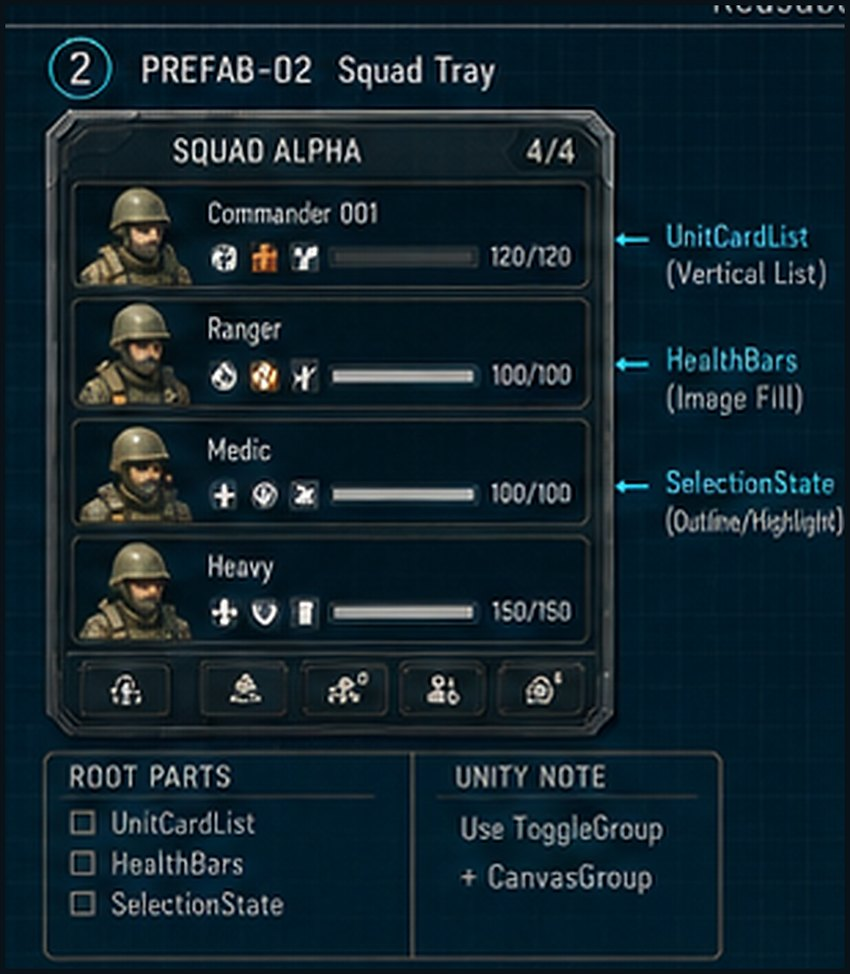 2 PREFAB-02 Squad Tray
SQUAD ALPHA 4/4
Commander 001
120/120
UnitCardList
(Vertical List)
Ranger
100/100
HealthBars
(Image Fill)
Medic
100/100
SelectionState
(Outline/Highlight)
Heavy
150/150
ROOT PARTS
UnitCardList
HealthBars
SelectionState
UNITY NOTE
Use ToggleGroup
+ CanvasGroup